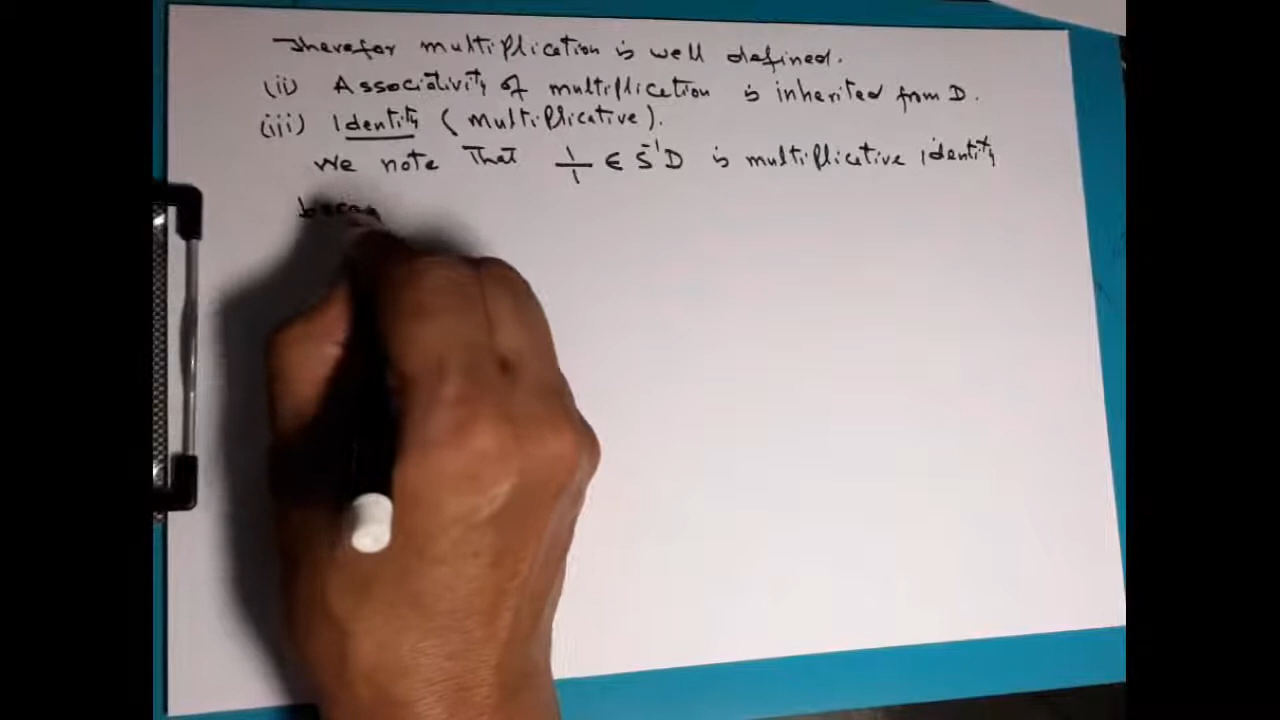 Therefor multiplication is well defined.
(ii) Associativity of multiplication is inherited from D.
(iii) Identity (multiplicative).
We note that 1/1 ∈ S⁻¹D is multiplicative identity
becau